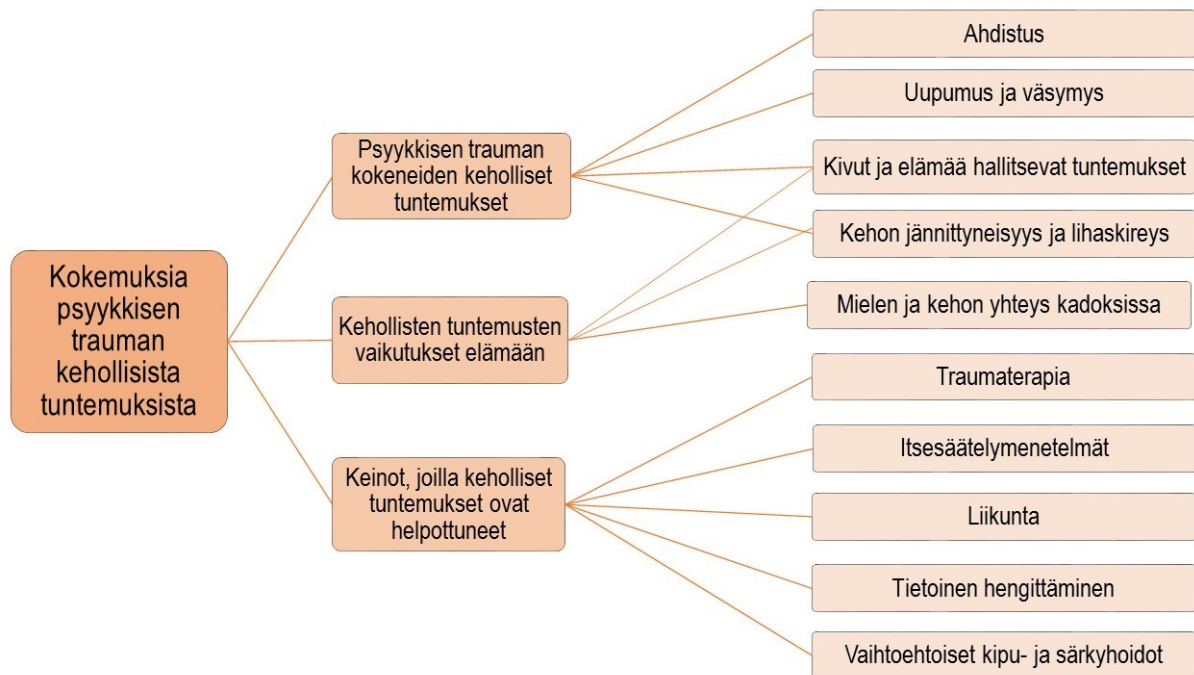 Kokemuksia
psyykkisen
trauman
kehollisista
tuntemuksista
Psyykkisen trauman
kokeneiden keholliset
tuntemukset
Kehollisten tuntemusten
vaikutukset elämään
Keinot, joilla keholliset
tuntemukset ovat
helpottuneet
Ahdistus
Uupumus ja väsymys
Kivut ja elämää hallitsevat tuntemukset
Kehon jännittyneisyys ja lihaskireys
Mielen ja kehon yhteys kadoksissa
Traumaterapia
Itsesäätelymenetelmät
Liikunta
Tietoinen hengittäminen
Vaihtoehtoiset kipu- ja särkyhoidot